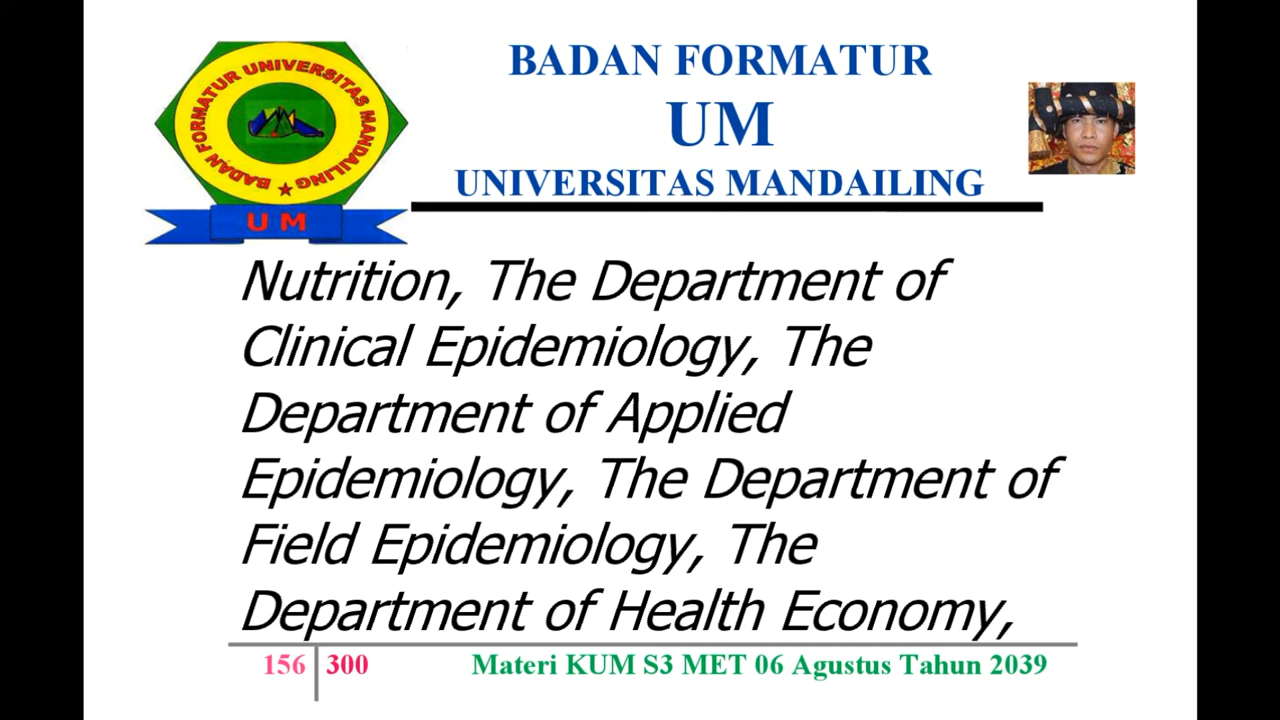 BADAN FORMATUR UNIVERSITAS MANDAILING
U M
BADAN FORMATUR
UM
UNIVERSITAS MANDAILING
Nutrition, The Department of
Clinical Epidemiology, The
Department of Applied
Epidemiology, The Department of
Field Epidemiology, The
Department of Health Economy,
156 300 Materi KUM S3 MET 06 Agustus Tahun 2039